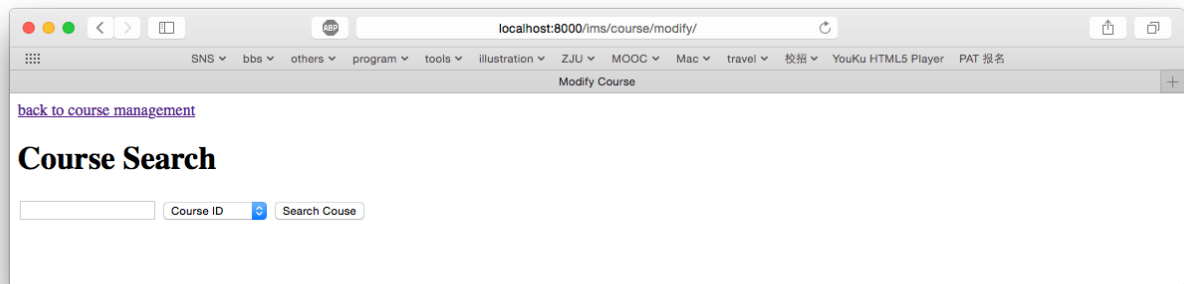 ABP localhost:8000/ims/course/modify/
SNS bbs others program tools illustration ZJU MOOC Mac travel 校招 YouKu HTML5 Player PAT 报名
Modify Course
back to course management
Course Search
Course ID Search Couse